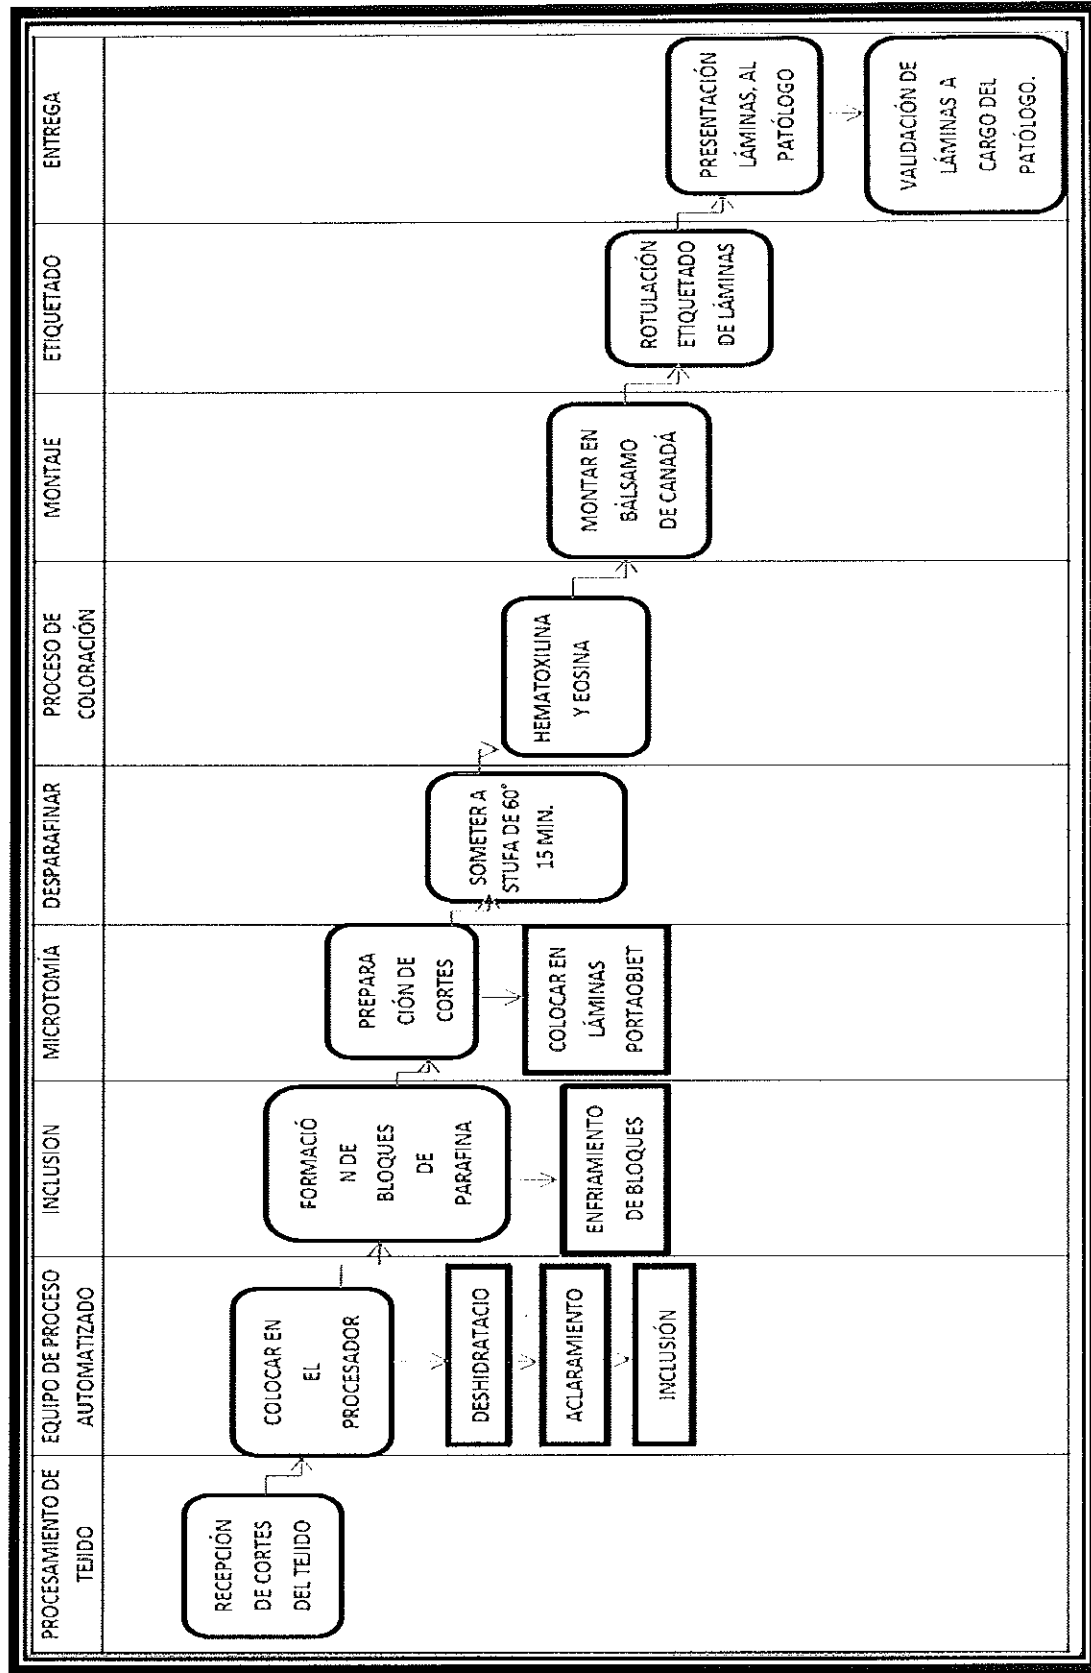 PROCESAMIENTO DE
TEJIDO
EQUIPO DE PROCESO
AUTOMATIZADO
INCLUSION
MICROTOMÍA
DESPARAFINAR
PROCESO DE
COLORACIÓN
MONTAJE
ETIQUETADO
ENTREGA
RECEPCIÓN
DE CORTES
DEL TEJIDO
COLOCAR EN
EL
PROCESADOR
DESHIDRATACIO
ACLARAMIENTO
INCLUSIÓN
FORMACIÓ
N DE
BLOQUES
DE
PARAFINA
ENFRIAMIENTO
DE BLOQUES
PREPARA
CIÓN DE
CORTES
COLOCAR EN
LÁMINAS
PORTAOBJET
SOMETER A
STUFA DE 60°
15 MIN.
HEMATOXILINA
Y EOSINA
MONTAR EN
BÁLSAMO
DE CANADÁ
ROTULACIÓN
ETIQUETADO
DE LÁMINAS
PRESENTACIÓN
LÁMINAS, AL
PATÓLOGO
VALIDACIÓN DE
LÁMINAS A
CARGO DEL
PATÓLOGO.